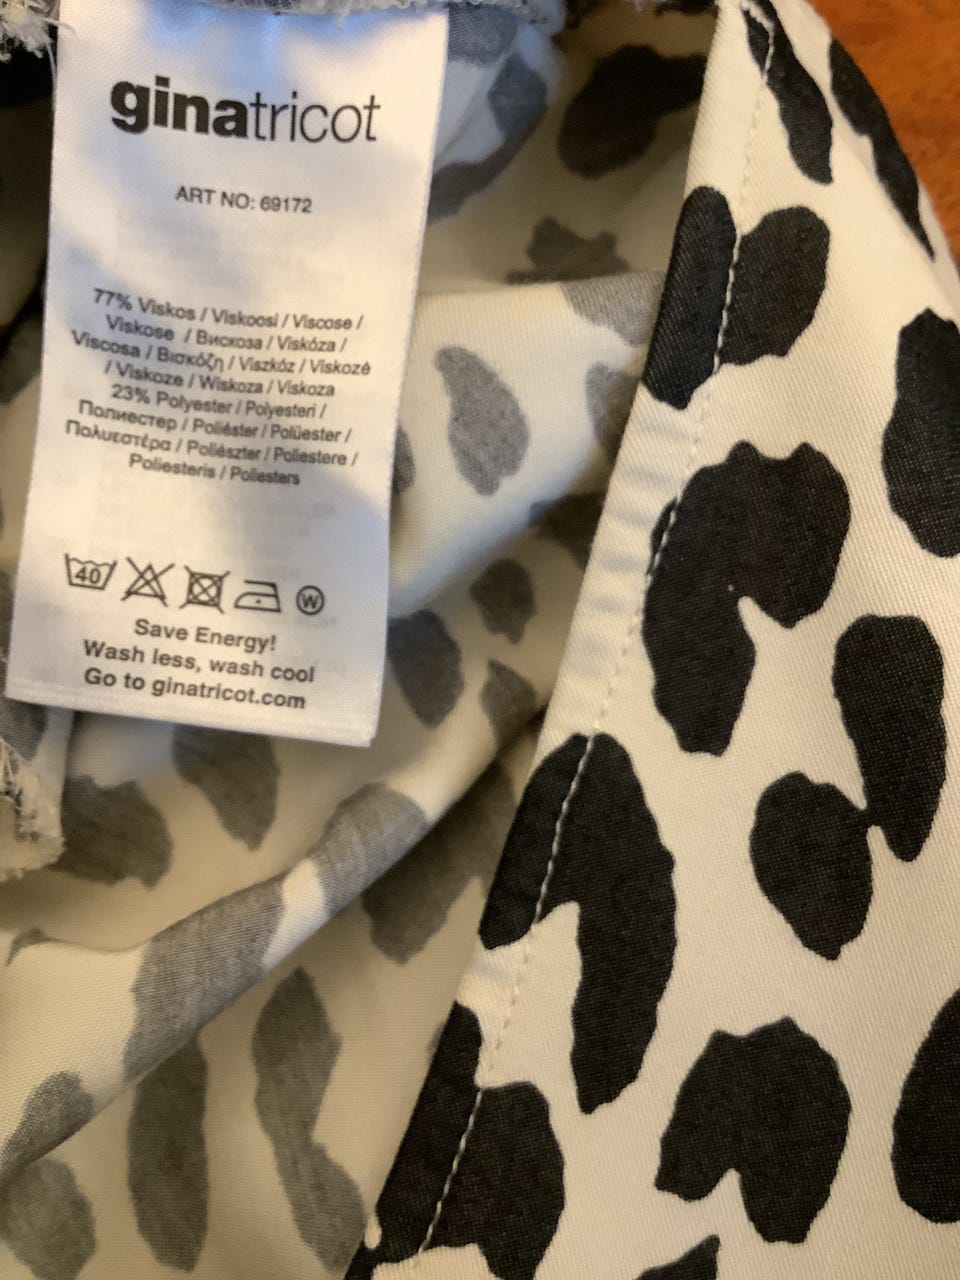 ginatricot
ART NO: 69172
77% Viskos / Viskoosi / Viscose /
Viskose / Вискоза / Viskóza /
Viscosa / Βισκόζη / Viszkóz / Viskozė
/ Viskoze / Wiskoza / Viskoza
23% Polyester / Polyesteri /
Полиестер / Poliéster / Polüester /
Πολυεστέρα / Poliészter / Poliestere /
Poliesteris / Poliesters
40 W
Save Energy!
Wash less, wash cool
Go to ginatricot.com